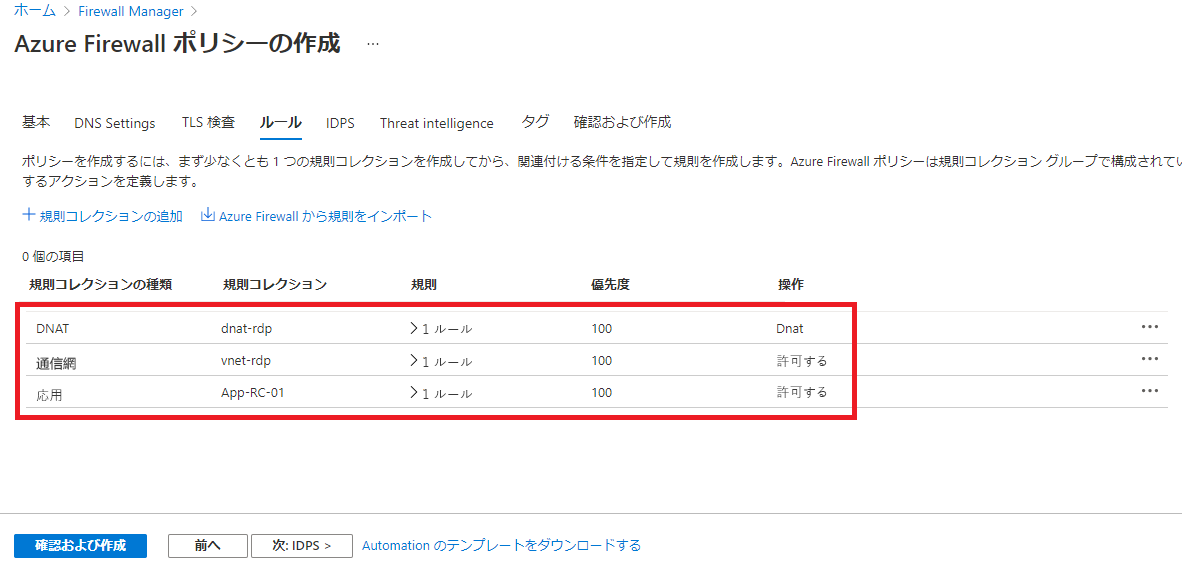 ホーム > Firewall Manager >
Azure Firewall ポリシーの作成 ...
基本 DNS Settings TLS 検査 ルール IDPS Threat intelligence タグ 確認および作成
ポリシーを作成するには、まず少なくとも 1 つの規則コレクションを作成してから、関連付ける条件を指定して規則を作成します。Azure Firewall ポリシーは規則コレクション グループで構成されてい
するアクションを定義します。
+ 規則コレクションの追加 Azure Firewall から規則をインポート
0 個の項目
規則コレクションの種類 規則コレクション 規則 優先度 操作
DNAT dnat-rdp > 1 ルール 100 Dnat ...
通信網 vnet-rdp > 1 ルール 100 許可する ...
応用 App-RC-01 > 1 ルール 100 許可する ...
確認および作成 前へ 次: IDPS > Automation のテンプレートをダウンロードする